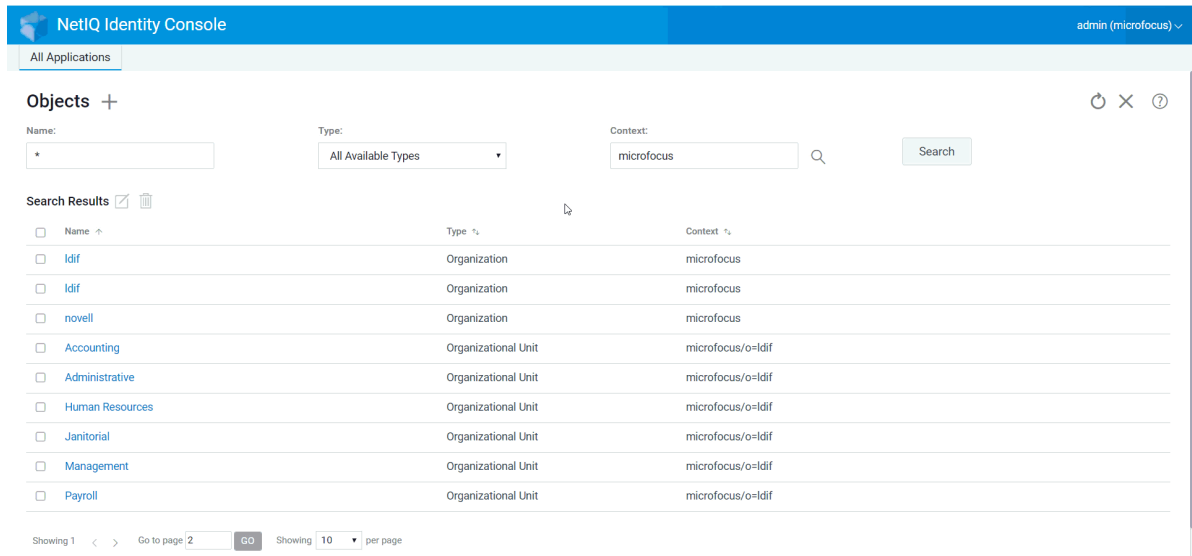 NetIQ Identity Console
admin (microfocus)
All Applications
Objects
Name: Type: Context:
* All Available Types microfocus Search
Search Results
Name Type Context
ldif Organization microfocus
ldif Organization microfocus
novell Organization microfocus
Accounting Organizational Unit microfocus/o=ldif
Administrative Organizational Unit microfocus/o=ldif
Human Resources Organizational Unit microfocus/o=ldif
Janitorial Organizational Unit microfocus/o=ldif
Management Organizational Unit microfocus/o=ldif
Payroll Organizational Unit microfocus/o=ldif
Showing 1 < > Go to page 2 GO Showing 10 per page